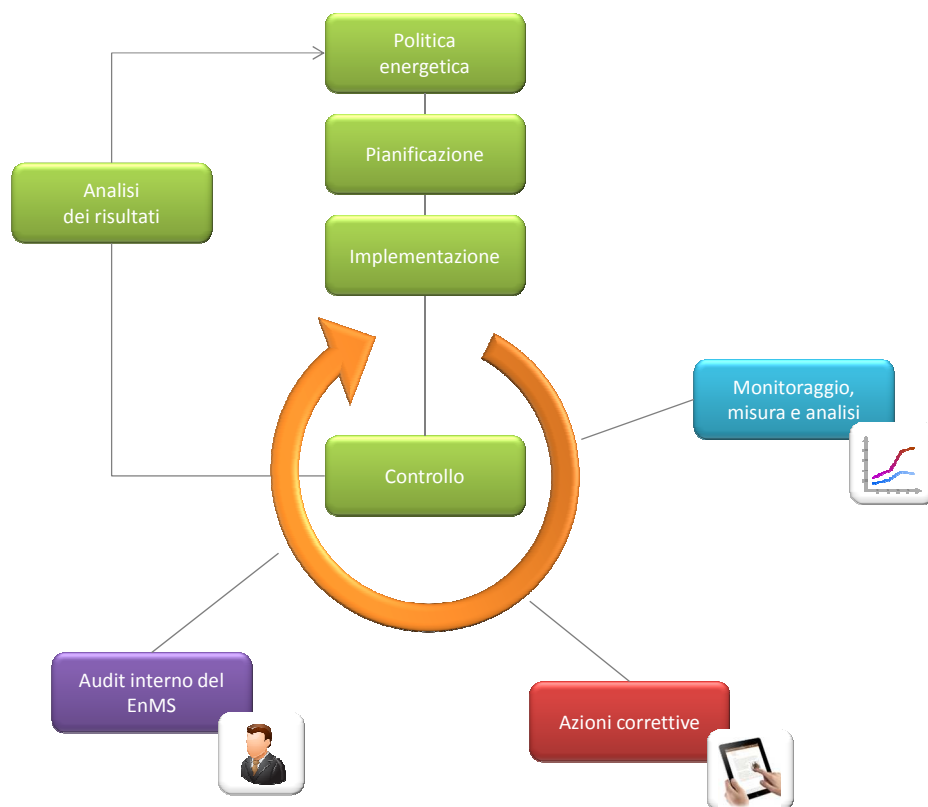 Politica
energetica
Pianificazione
Analisi
dei risultati
Implementazione
Monitoraggio,
misura e analisi
Controllo
Audit interno del
EnMS
Azioni correttive